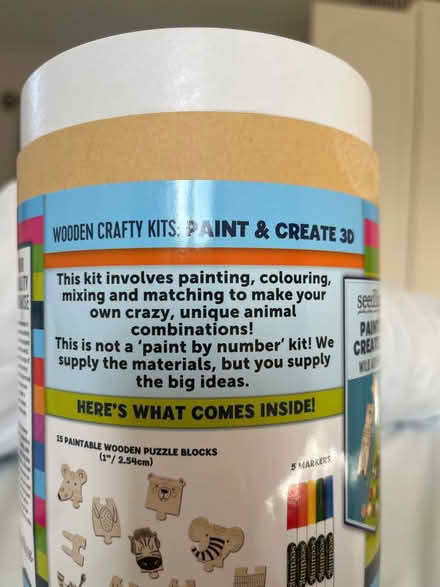 WOODEN CRAFTY KITS: PAINT & CREATE 3D
This kit involves painting, colouring,
mixing and matching to make your
own crazy, unique animal
combinations!
This is not a 'paint by number' kit! We
supply the materials, but you supply
the big ideas.
HERE'S WHAT COMES INSIDE!
15 PAINTABLE WOODEN PUZZLE BLOCKS
(1"/ 2.54cm)
5 MARKERS